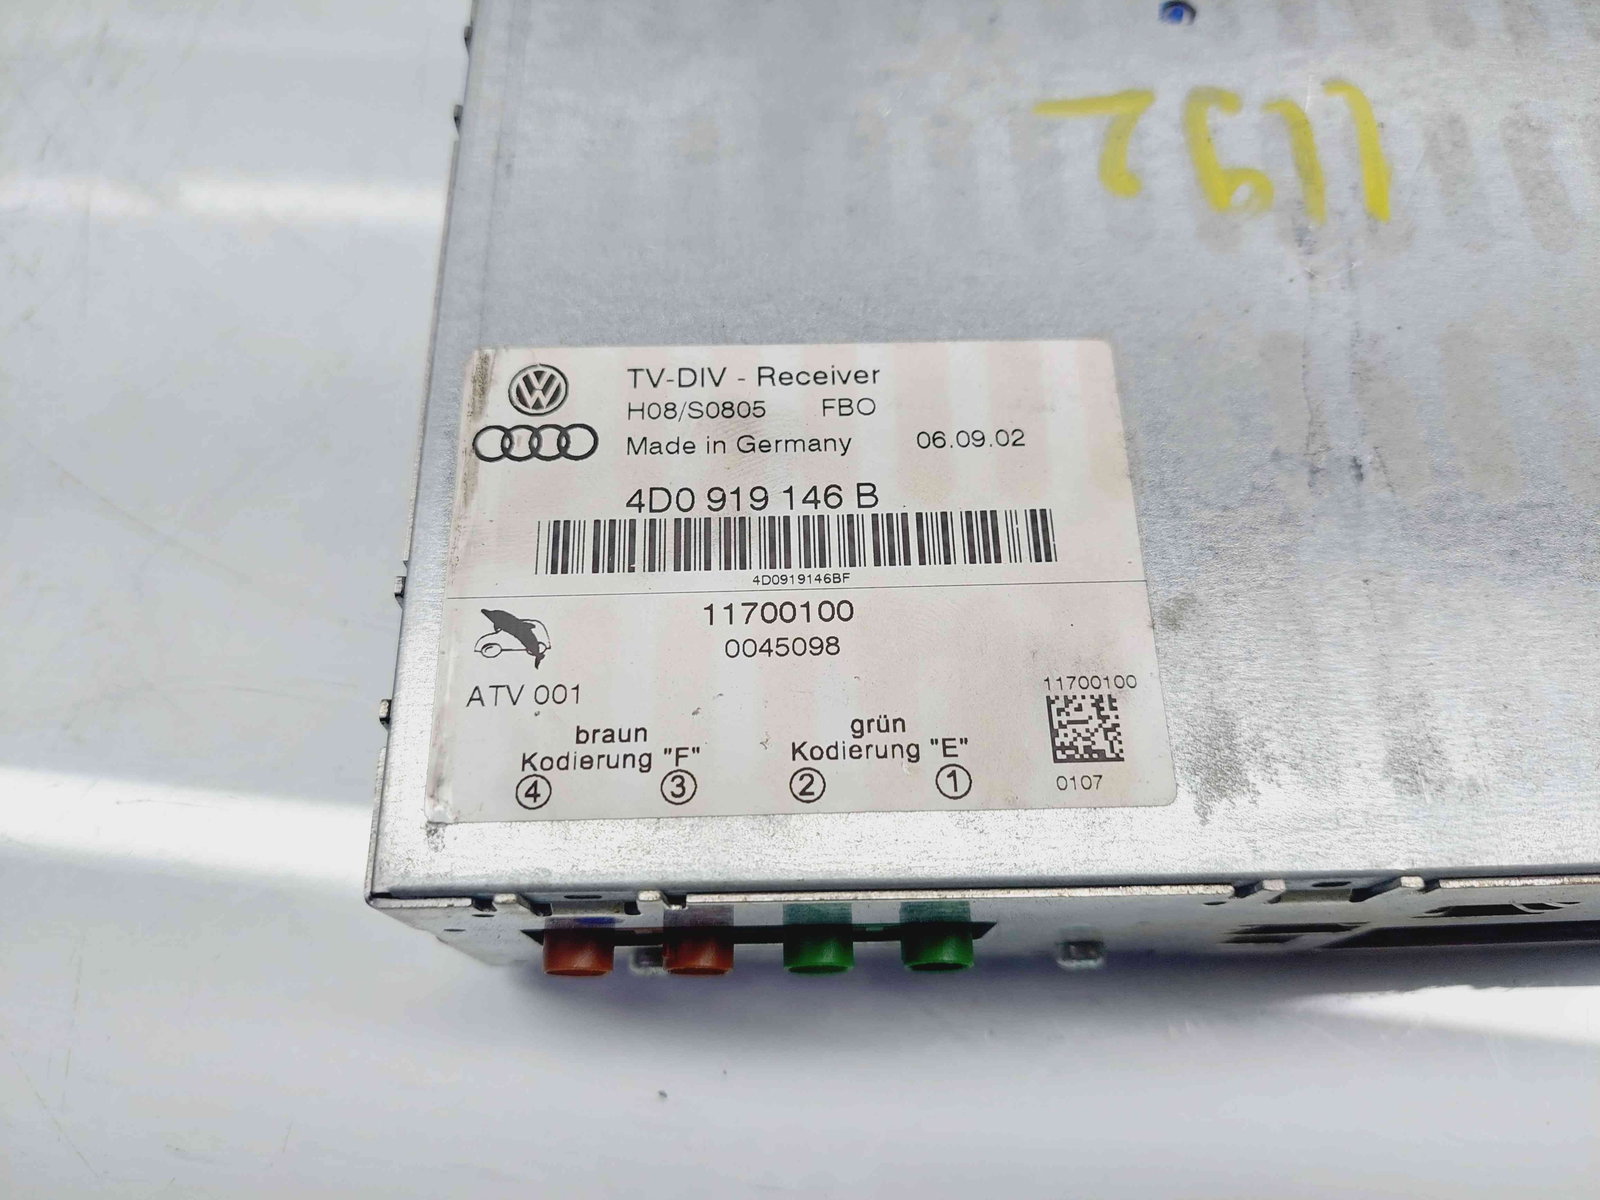 1192
TV-DIV - Receiver
H08/S0805 FBO
Made in Germany 06.09.02
4D0 919 146 B
4D0919146BF
11700100
0045098
ATV 001
11700100
braun grün
Kodierung "F" Kodierung "E"
4 3 2 1
0107